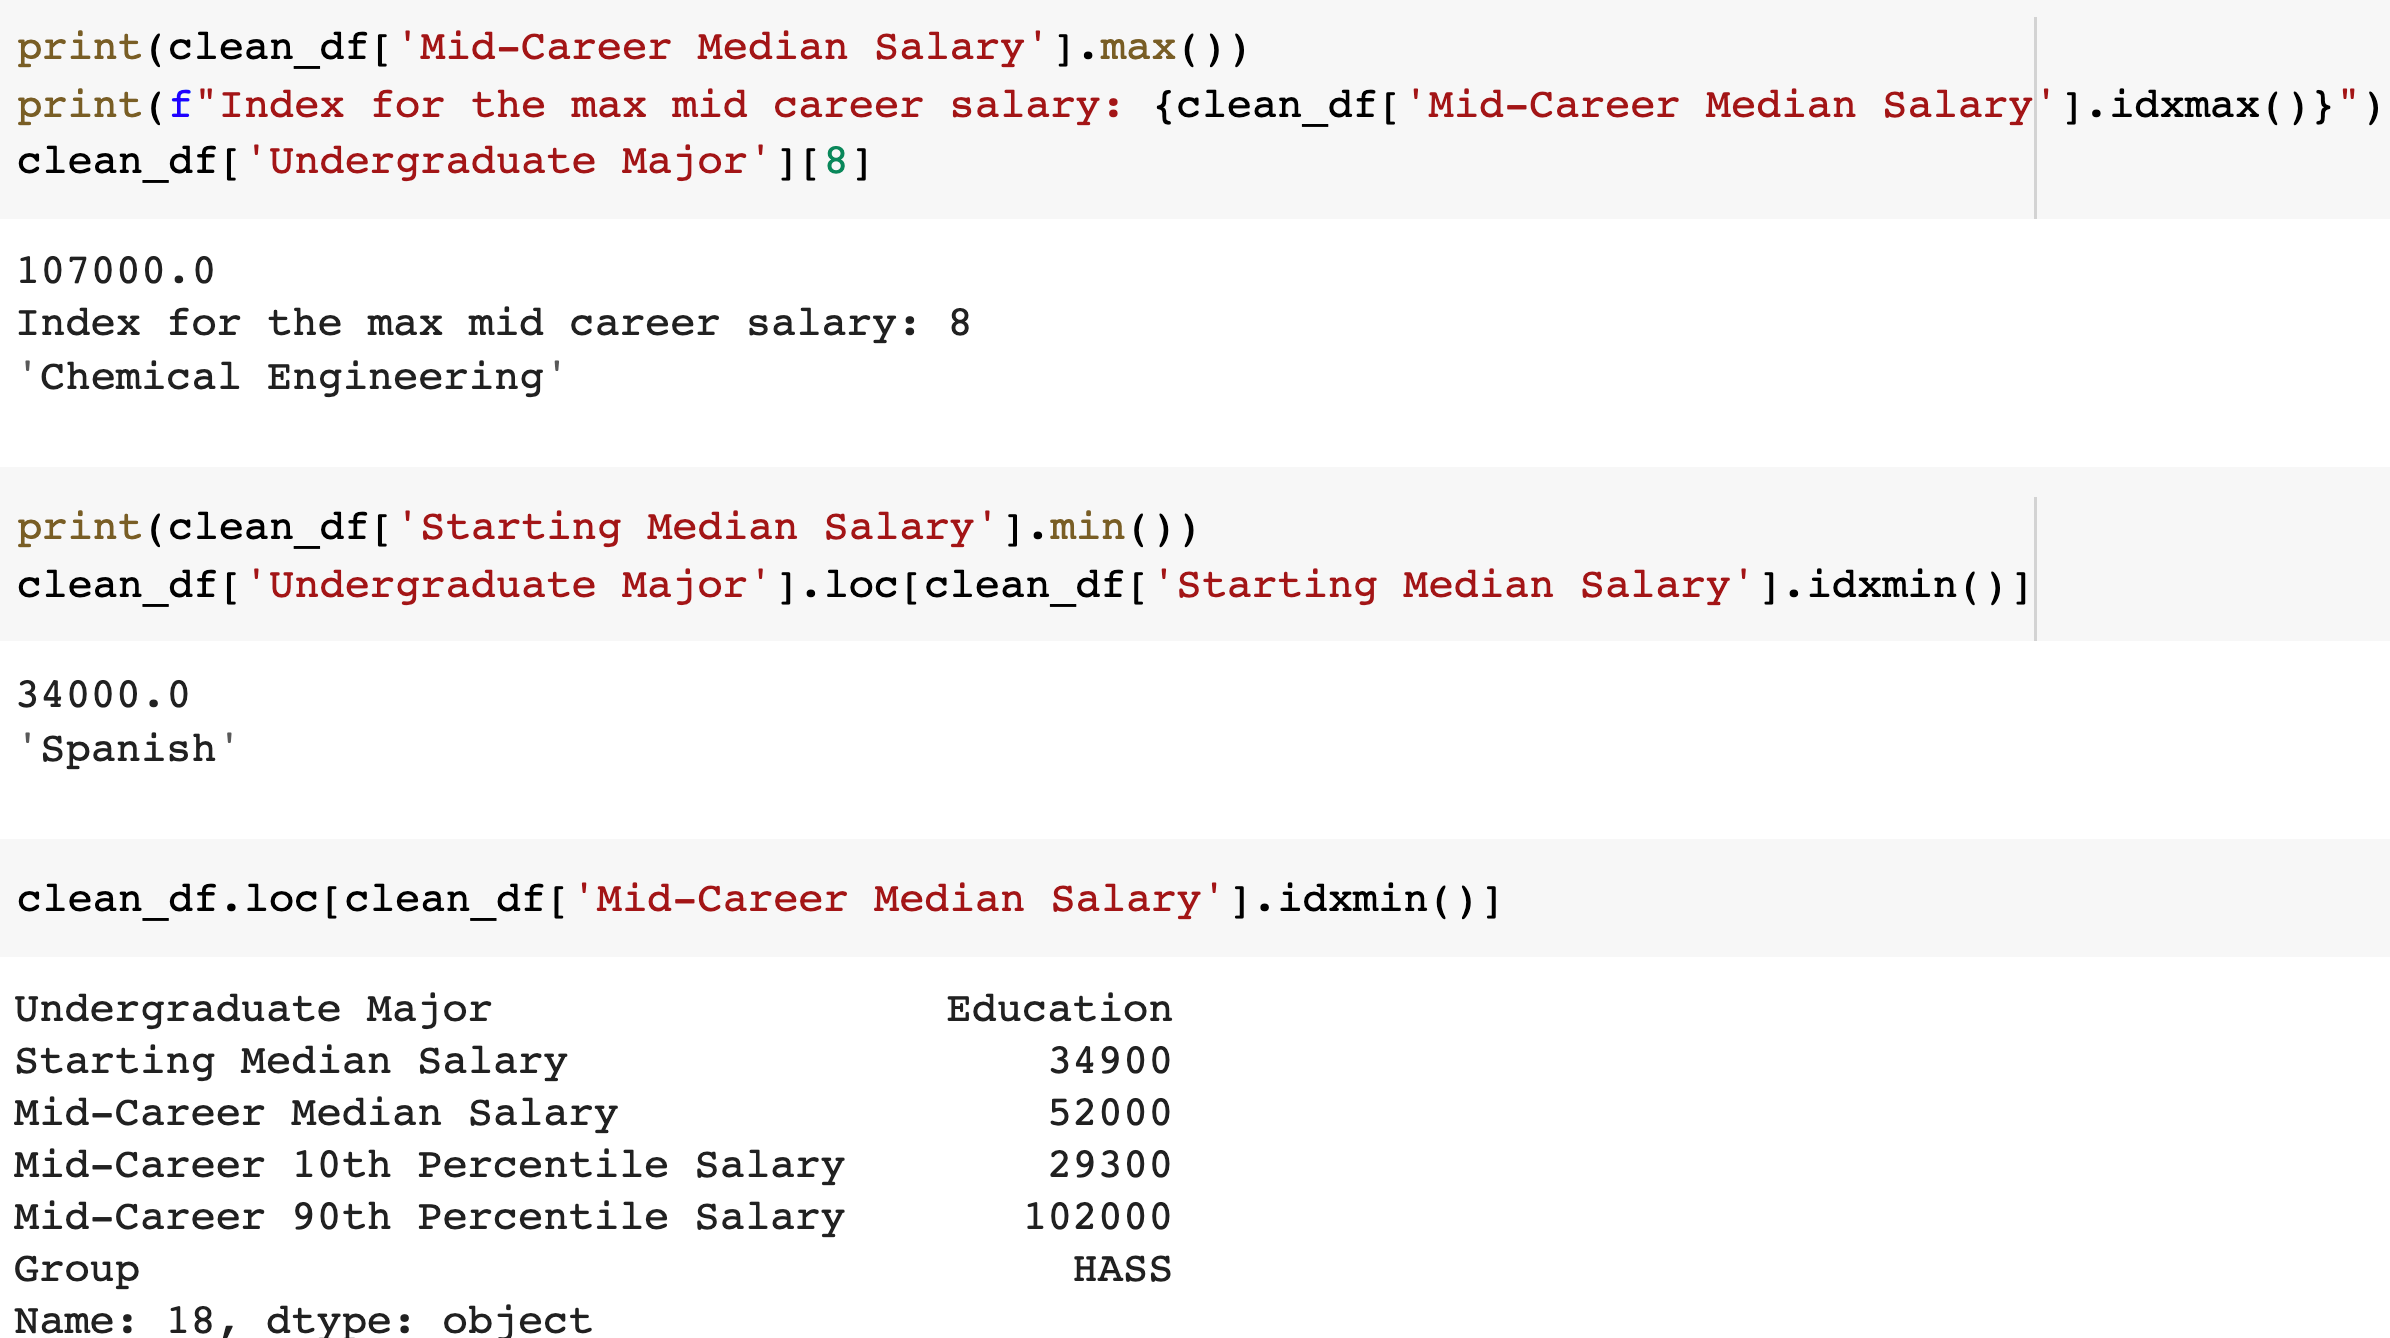 print(clean_df['Mid-Career Median Salary'].max())
print(f"Index for the max mid career salary: {clean_df['Mid-Career Median Salary'].idxmax()}")
clean_df['Undergraduate Major'][8]
107000.0
Index for the max mid career salary: 8
'Chemical Engineering'
print(clean_df['Starting Median Salary'].min())
clean_df['Undergraduate Major'].loc[clean_df['Starting Median Salary'].idxmin()]
34000.0
'Spanish'
clean_df.loc[clean_df['Mid-Career Median Salary'].idxmin()]
Undergraduate Major Education
Starting Median Salary 34900
Mid-Career Median Salary 52000
Mid-Career 10th Percentile Salary 29300
Mid-Career 90th Percentile Salary 102000
Group HASS
Name: 18, dtype: object